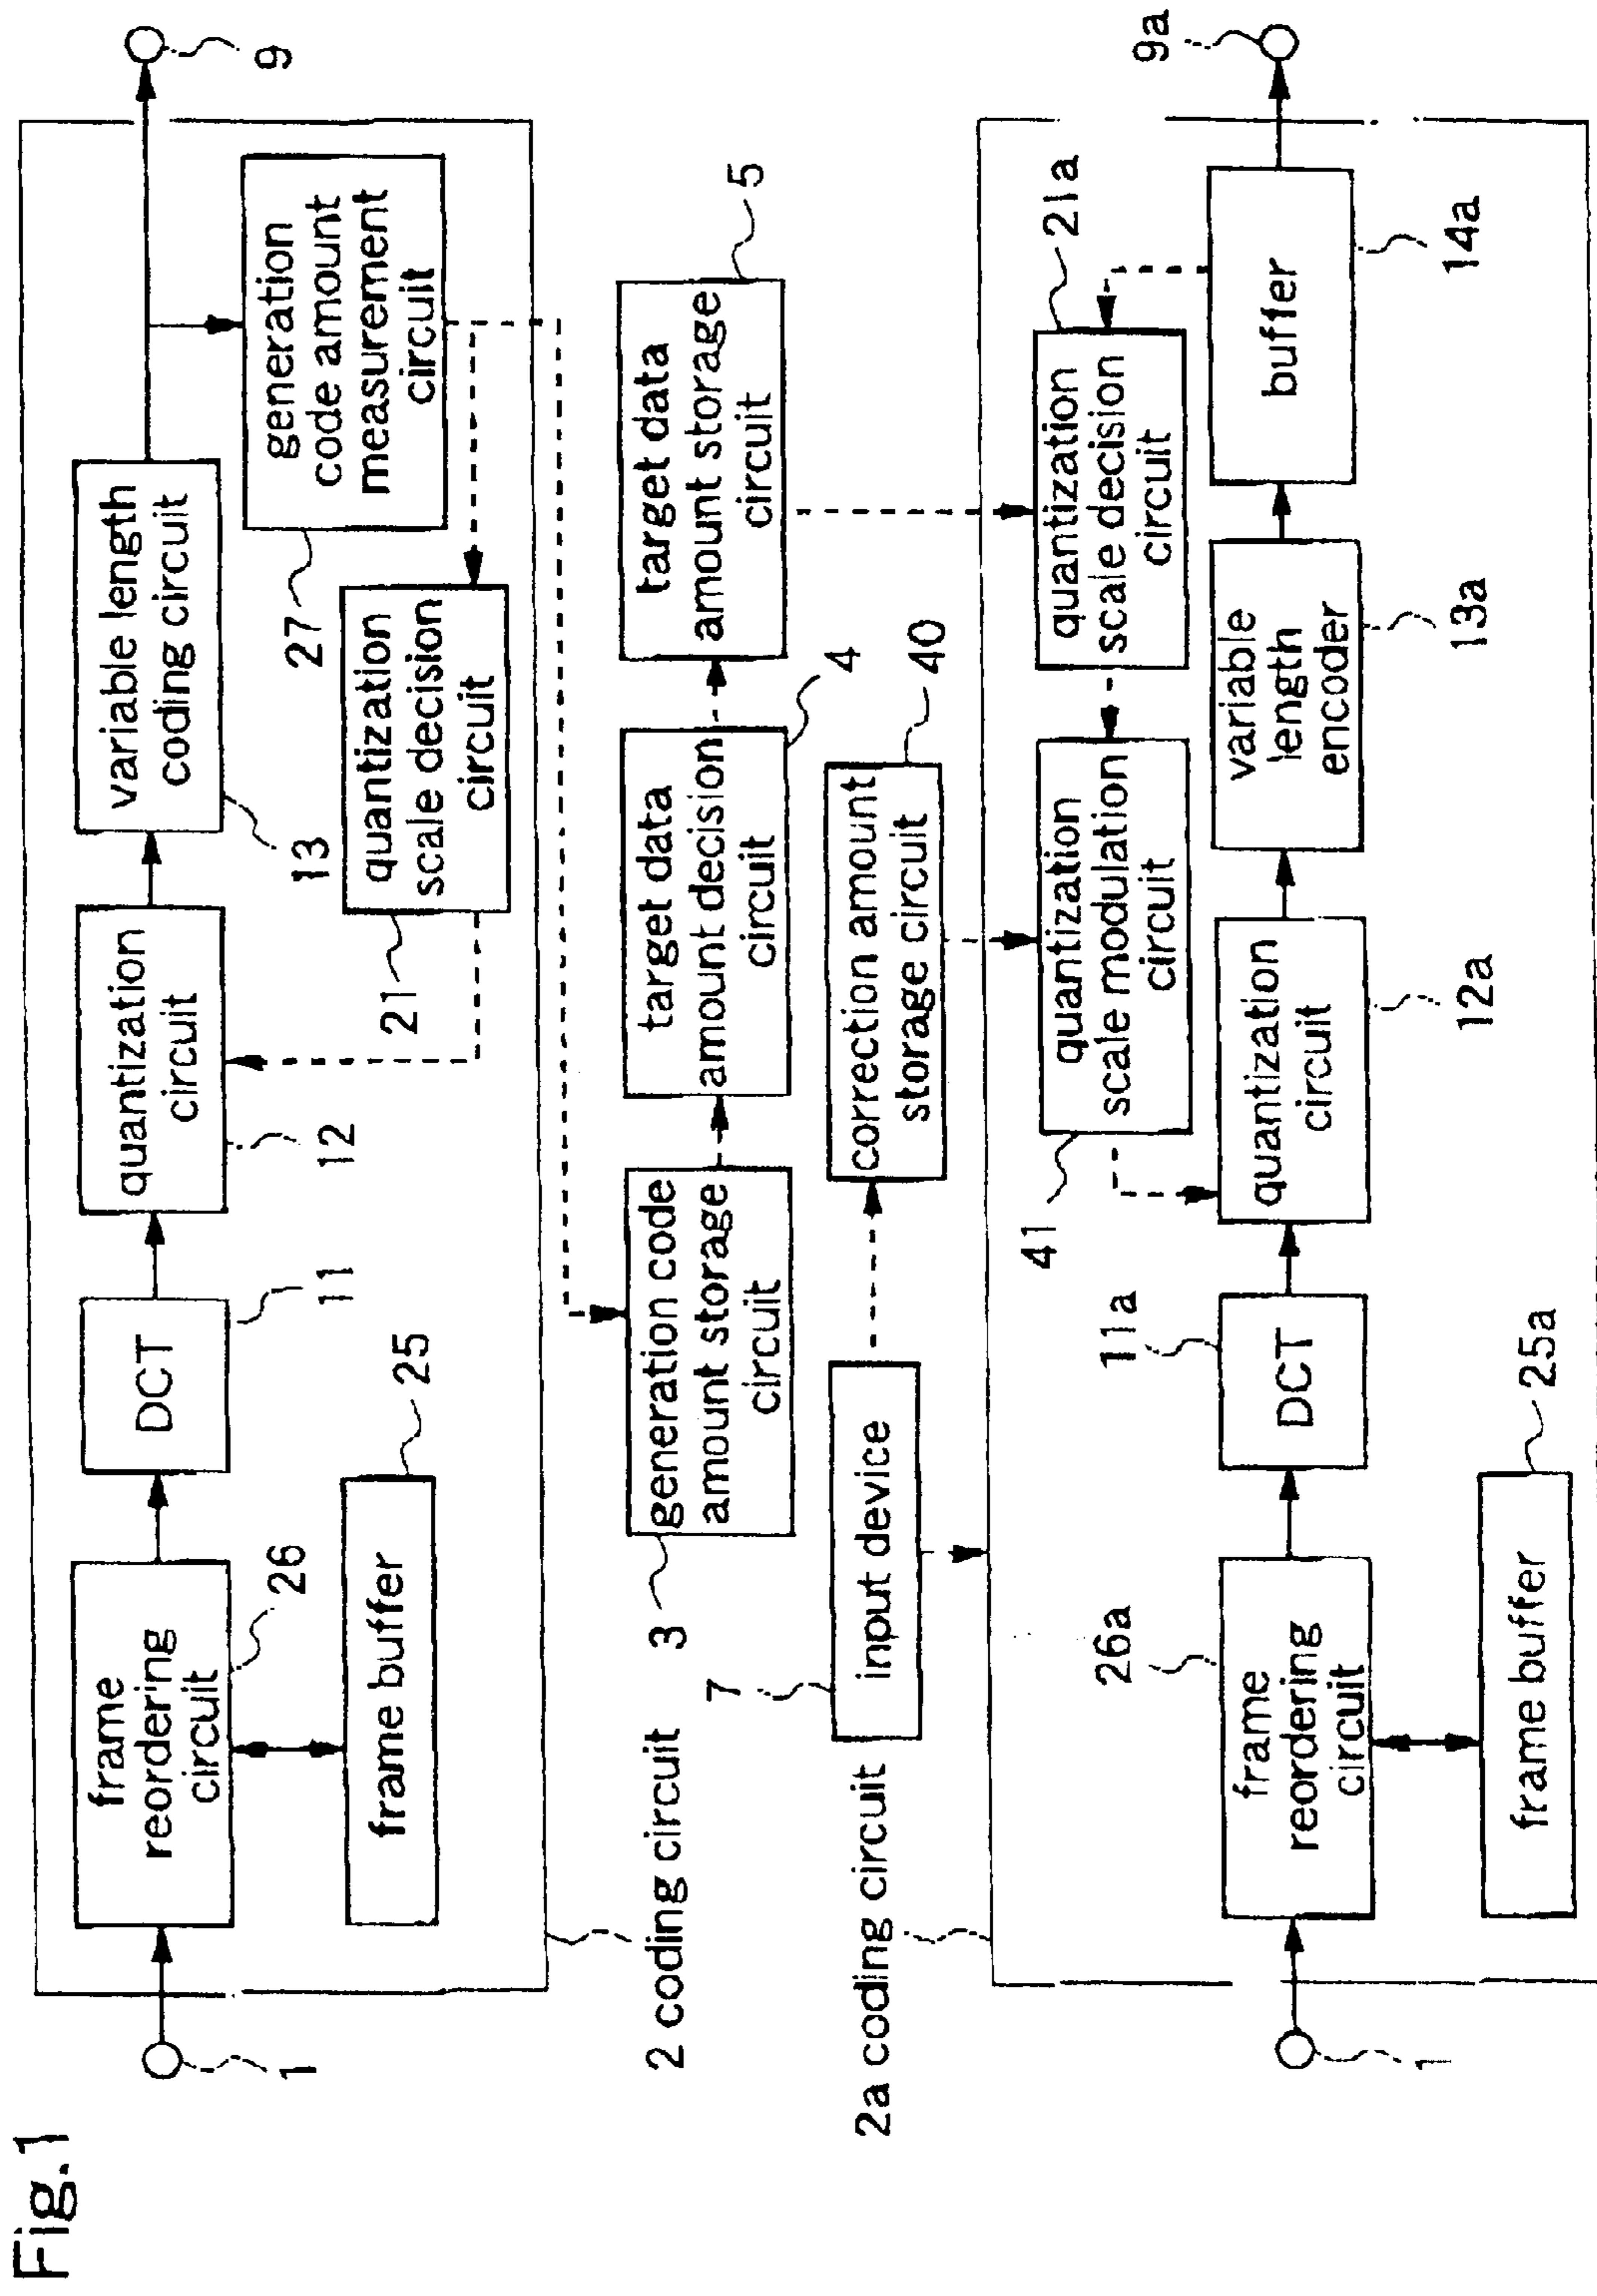 Fig.1
1
frame
reordering
circuit
26
frame buffer
25
DCT
11
quantization
circuit
12
variable length
coding circuit
13
quantization
scale decision
circuit
21
generation
code amount
measurement
circuit
27
9
2 coding circuit
3
generation code
amount storage
circuit
target data
amount decision
circuit
4
target data
amount storage
circuit
5
7
input device
correction amount
storage circuit
40
2a coding circuit
1
frame
reordering
circuit
26a
frame buffer
25a
DCT
11a
quantization
circuit
12a
quantization
scale modulation
circuit
41
quantization
scale decision
circuit
21a
variable
length
encoder
13a
buffer
14a
9a